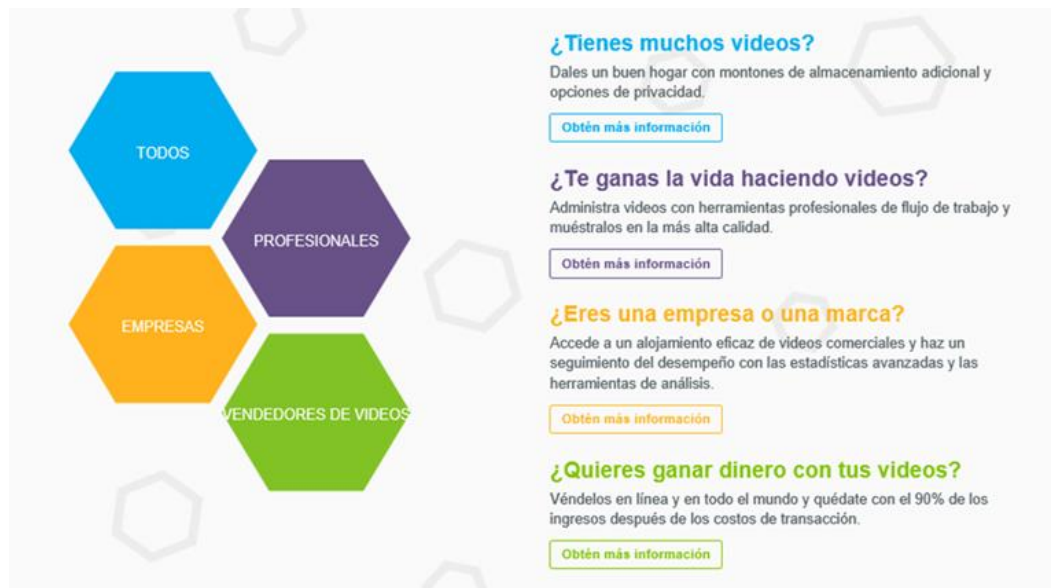 TODOS
PROFESIONALES
EMPRESAS
VENDEDORES DE VIDEOS
¿Tienes muchos videos?
Dales un buen hogar con montones de almacenamiento adicional y
opciones de privacidad.
Obtén más información
¿Te ganas la vida haciendo videos?
Administra videos con herramientas profesionales de flujo de trabajo y
muéstralos en la más alta calidad.
Obtén más información
¿Eres una empresa o una marca?
Accede a un alojamiento eficaz de videos comerciales y haz un
seguimiento del desempeño con las estadísticas avanzadas y las
herramientas de análisis.
Obtén más información
¿Quieres ganar dinero con tus videos?
Véndelos en línea y en todo el mundo y quédate con el 90% de los
ingresos después de los costos de transacción.
Obtén más información